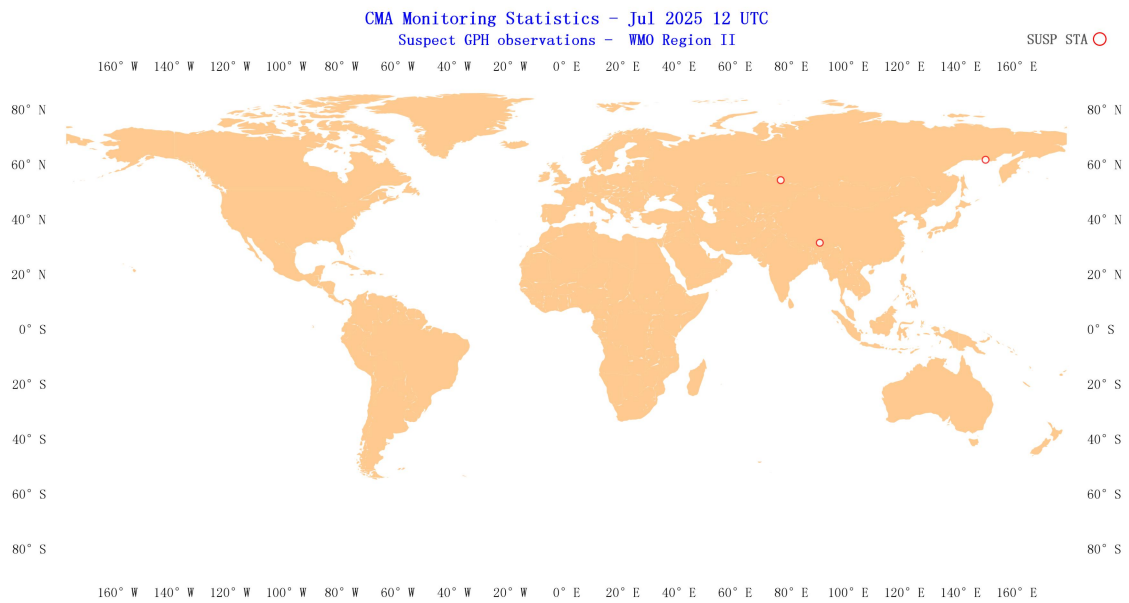 CMA Monitoring Statistics - Jul 2025 12 UTC
Suspect GPH observations - WMO Region II
SUSP STA
160° W 140° W 120° W 100° W 80° W 60° W 40° W 20° W 0° E 20° E 40° E 60° E 80° E 100° E 120° E 140° E 160° E
80° N 80° N
60° N 60° N
40° N 40° N
20° N 20° N
0° S 0° S
20° S 20° S
40° S 40° S
60° S 60° S
80° S 80° S
160° W 140° W 120° W 100° W 80° W 60° W 40° W 20° W 0° E 20° E 40° E 60° E 80° E 100° E 120° E 140° E 160° E